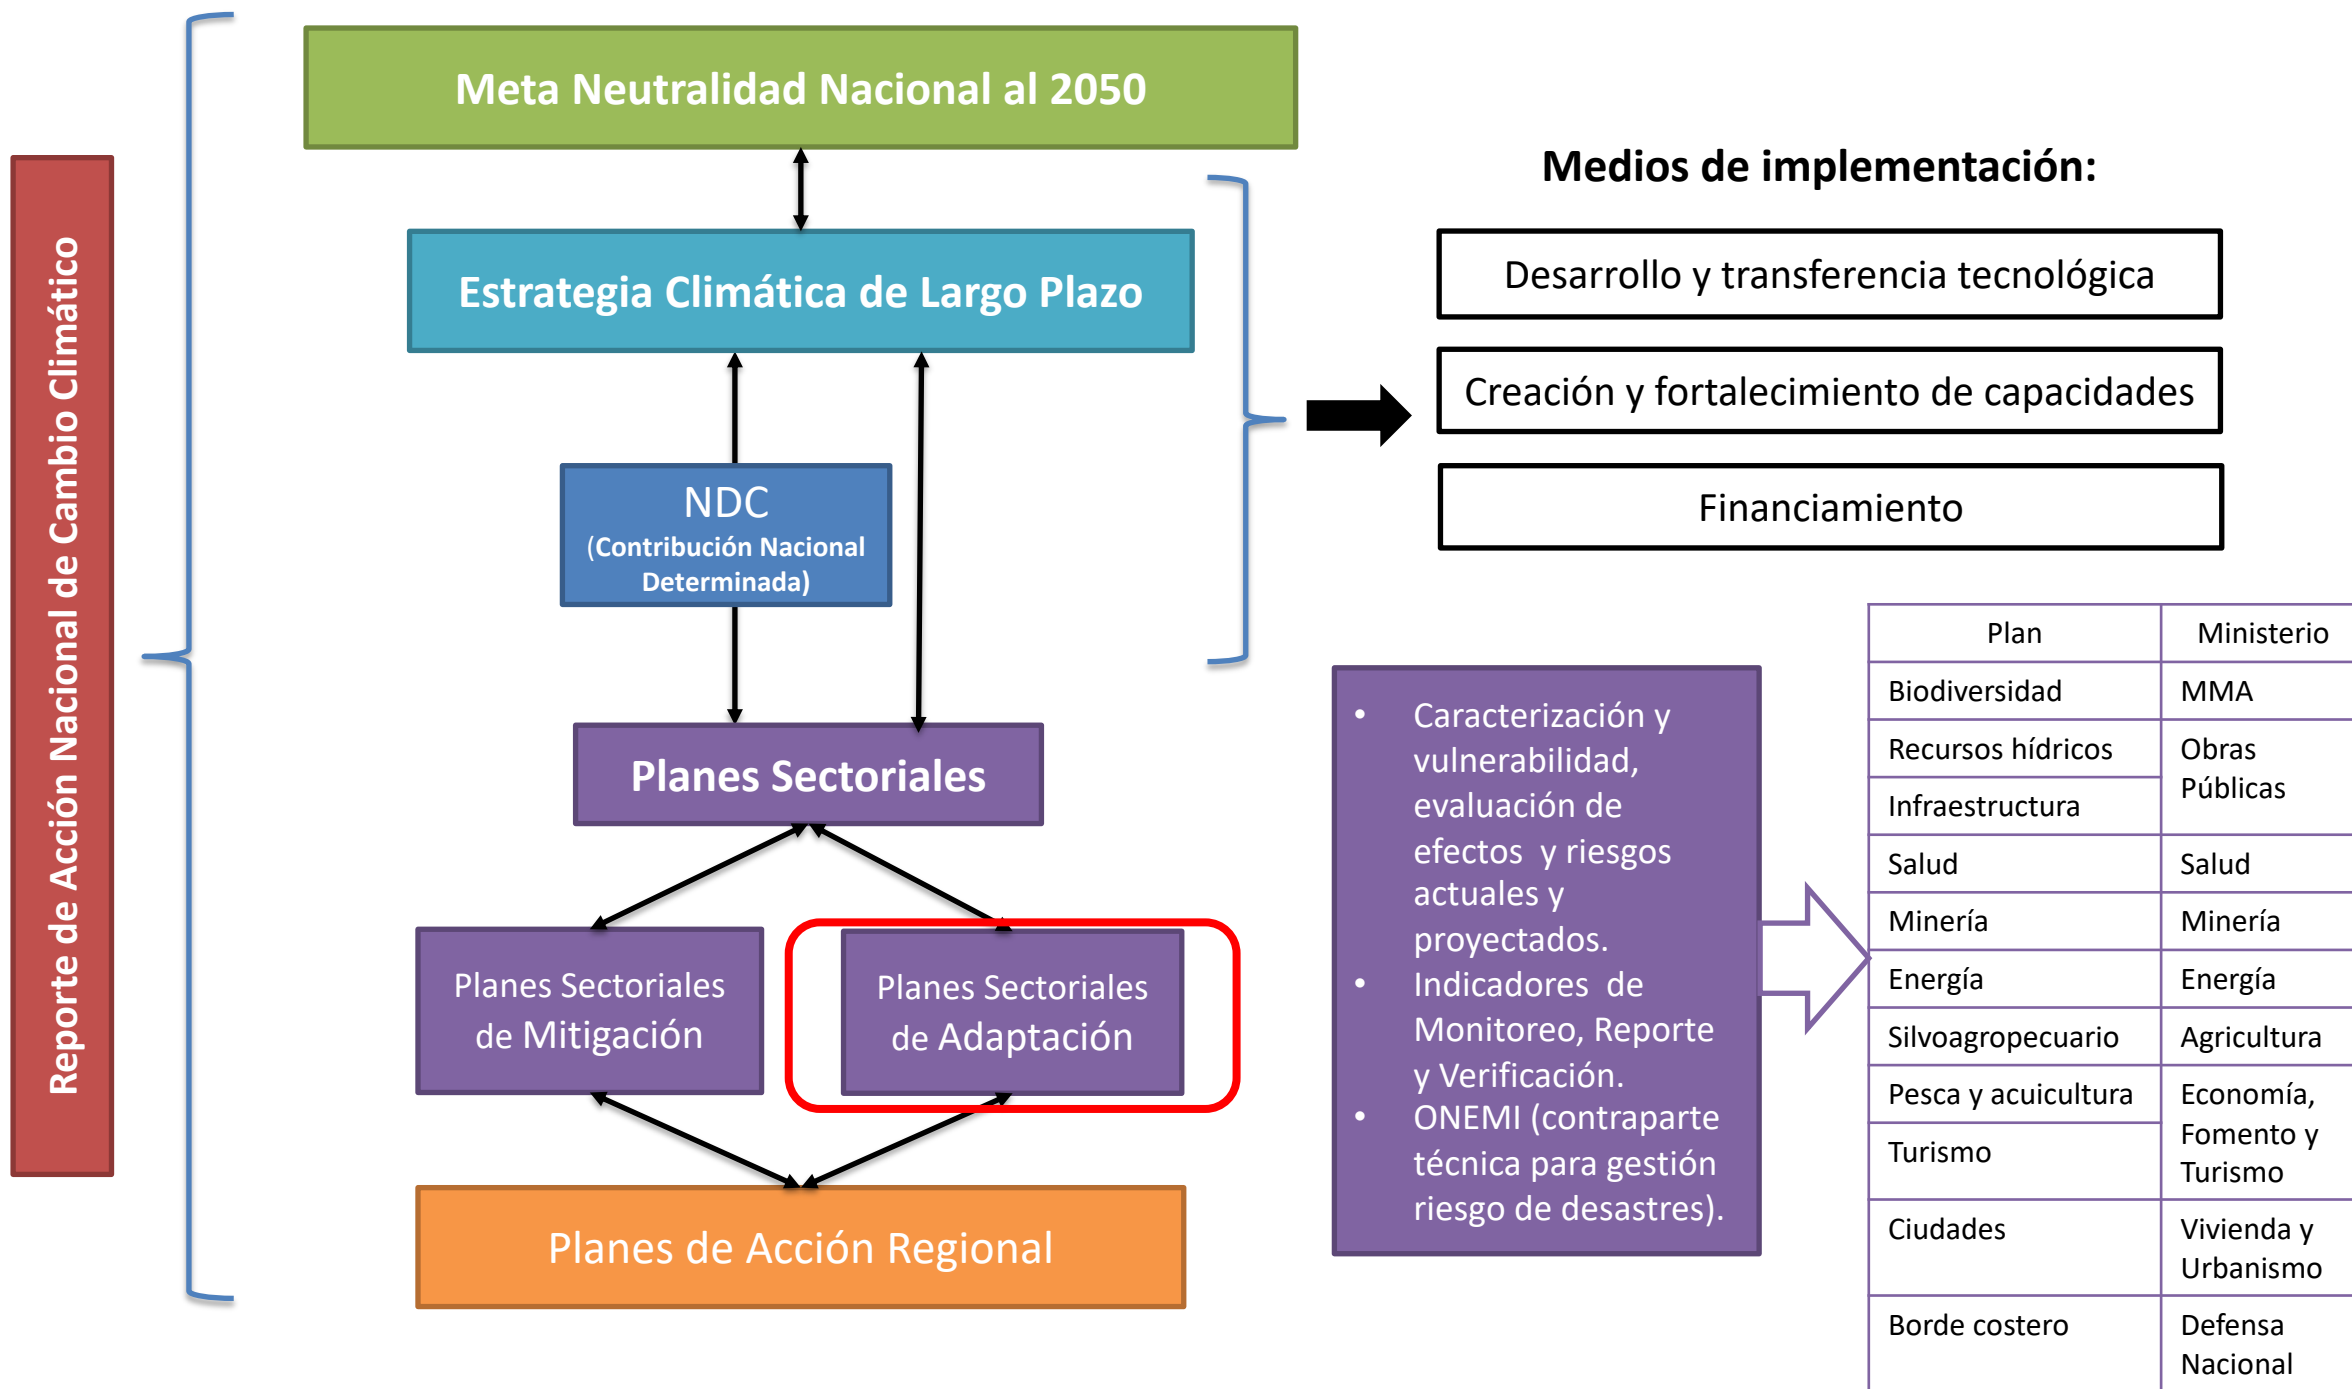 Reporte de Acción Nacional de Cambio Climático
Meta Neutralidad Nacional al 2050
Estrategia Climática de Largo Plazo
NDC
(Contribución Nacional
Determinada)
Planes Sectoriales
Planes Sectoriales
de Mitigación
Planes Sectoriales
de Adaptación
Planes de Acción Regional
Medios de implementación:
Desarrollo y transferencia tecnológica
Creación y fortalecimiento de capacidades
Financiamiento
• Caracterización y
vulnerabilidad,
evaluación de
efectos y riesgos
actuales y
proyectados.
• Indicadores de
Monitoreo, Reporte
y Verificación.
• ONEMI (contraparte
técnica para gestión
riesgo de desastres).
Plan Ministerio
Biodiversidad MMA
Recursos hídricos Obras
Públicas
Infraestructura
Salud Salud
Minería Minería
Energía Energía
Silvoagropecuario Agricultura
Pesca y acuicultura Economía,
Fomento y
Turismo Turismo
Ciudades Vivienda y
Urbanismo
Borde costero Defensa
Nacional